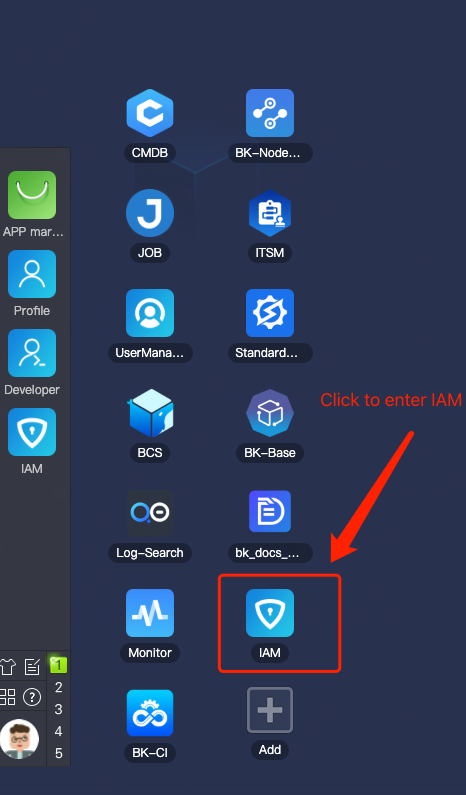 CMDB
BK-Node...
APP mar...
JOB
ITSM
Profile
UserMana...
Standard...
Developer
Click to enter IAM
BCS
BK-Base
IAM
Log-Search
bk_docs_...
Monitor
IAM
1
2
3
4
5
BK-CI
Add